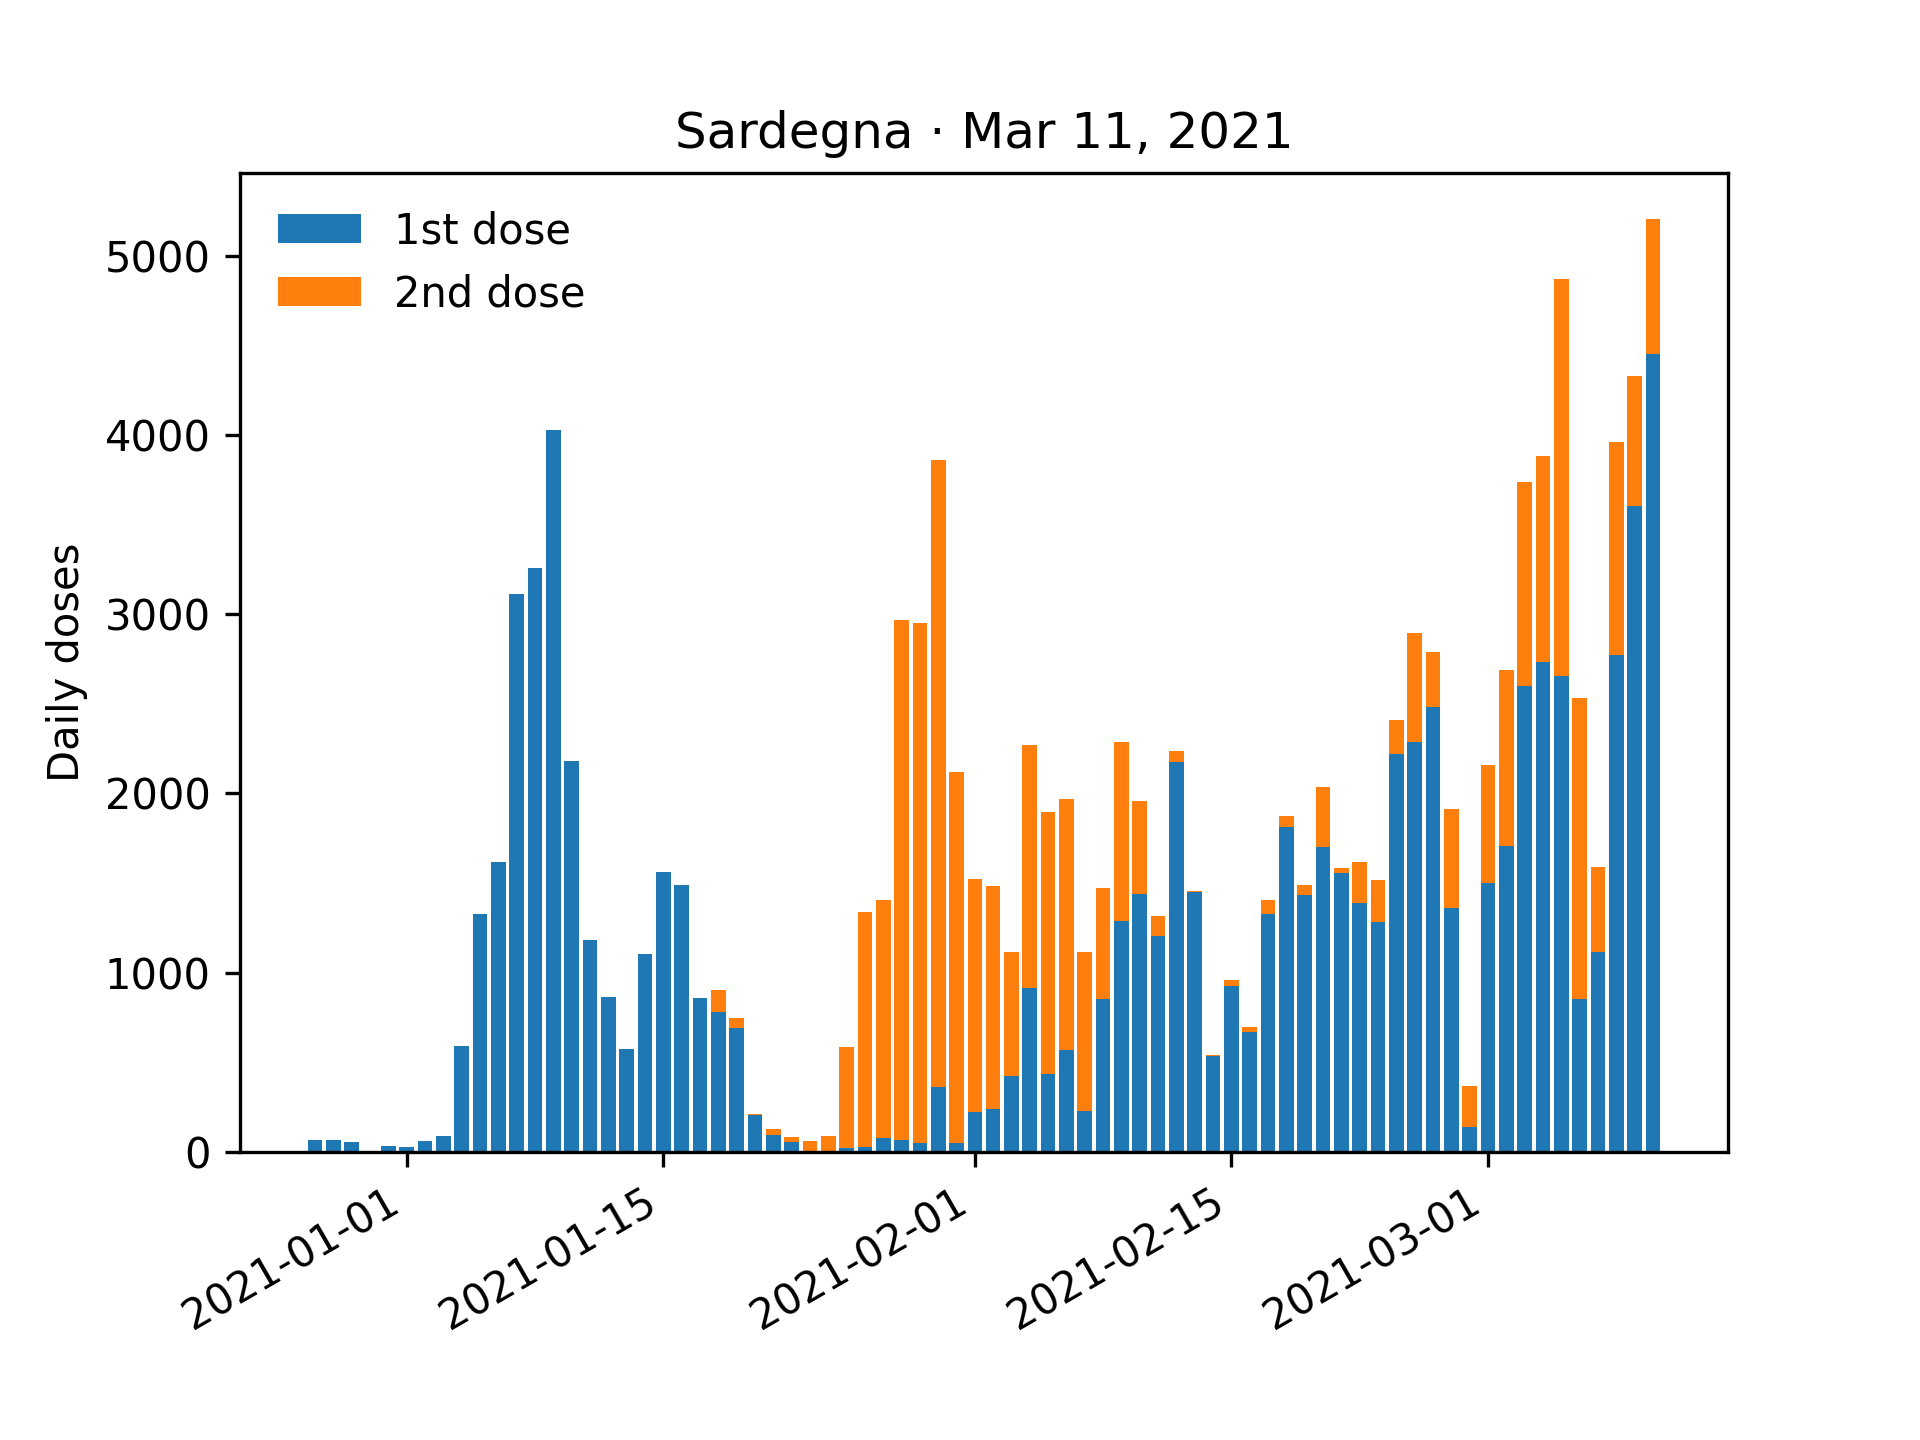 Sardegna · Mar 11, 2021
1st dose
2nd dose
Daily doses
5000
4000
3000
2000
1000
0
2021-01-01
2021-01-15
2021-02-01
2021-02-15
2021-03-01